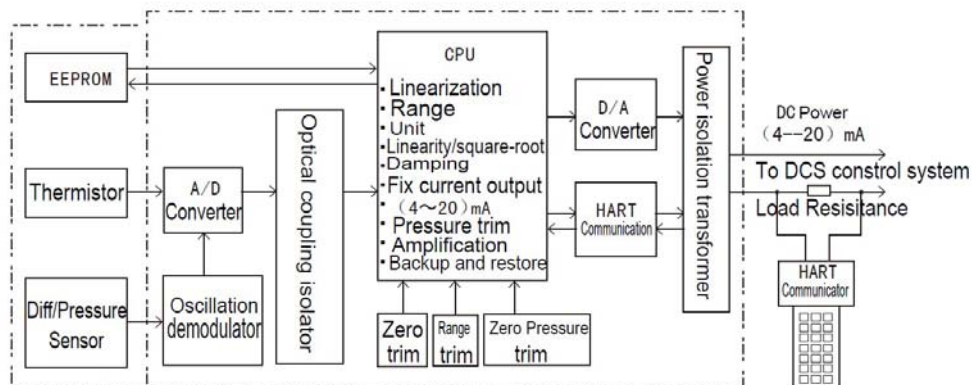 EEPROM
Thermistor
Diff/Pressure
Sensor
A/D
Converter
Oscillation
demodulator
Optical coupling isolator
CPU
· Linearization
· Range
· Unit
· Linearity/square-root
· Damping
· Fix current output
· (4～20)mA
· Pressure trim
· Amplification
· Backup and restore
Zero
trim
Range
trim
Zero Pressure
trim
D/A
Converter
HART
Communication
Power isolation transformer
DC Power
(4--20) mA
To DCS constrol system
Load Resisitance
HART
Communicator